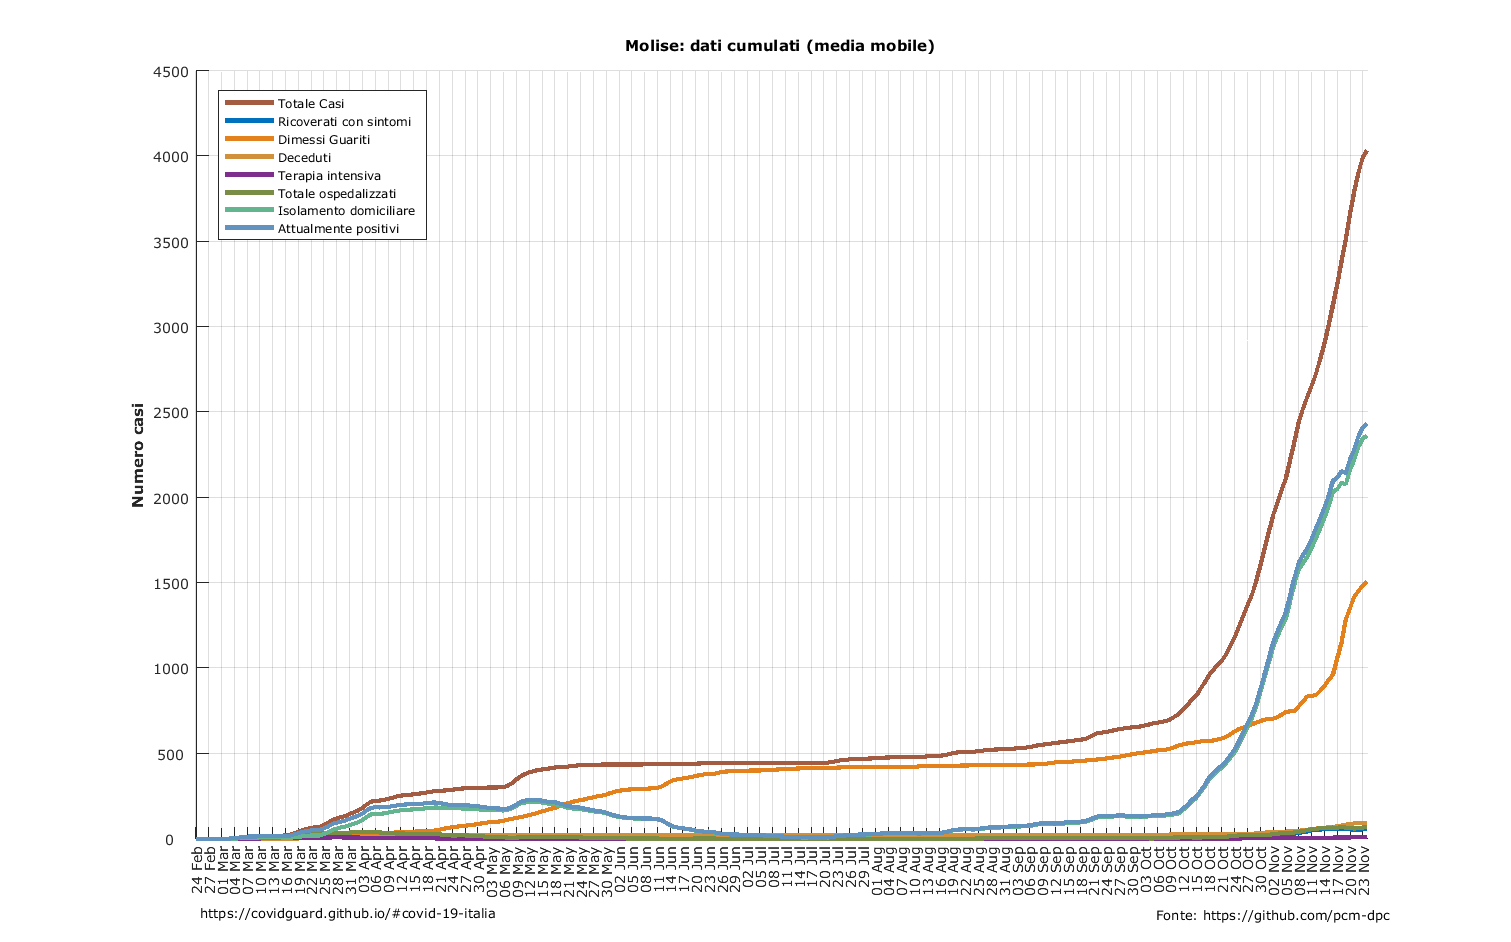 Molise: dati cumulati (media mobile)
4500
4000
3500
3000
2500
2000
1500
1000
500
0
Numero casi
Totale Casi
Ricoverati con sintomi
Dimessi Guariti
Deceduti
Terapia intensiva
Totale ospedalizzati
Isolamento domiciliare
Attualmente positivi
24 Feb
27 Feb
01 Mar
04 Mar
07 Mar
10 Mar
13 Mar
16 Mar
19 Mar
22 Mar
25 Mar
28 Mar
31 Mar
03 Apr
06 Apr
09 Apr
12 Apr
15 Apr
18 Apr
21 Apr
24 Apr
27 Apr
30 Apr
03 May
06 May
09 May
12 May
15 May
18 May
21 May
24 May
27 May
30 May
02 Jun
05 Jun
08 Jun
11 Jun
14 Jun
17 Jun
20 Jun
23 Jun
26 Jun
29 Jun
02 Jul
05 Jul
08 Jul
11 Jul
14 Jul
17 Jul
20 Jul
23 Jul
26 Jul
29 Jul
01 Aug
04 Aug
07 Aug
10 Aug
13 Aug
16 Aug
19 Aug
22 Aug
25 Aug
28 Aug
31 Aug
03 Sep
06 Sep
09 Sep
12 Sep
15 Sep
18 Sep
21 Sep
24 Sep
27 Sep
30 Sep
03 Oct
06 Oct
09 Oct
12 Oct
15 Oct
18 Oct
21 Oct
24 Oct
27 Oct
30 Oct
02 Nov
05 Nov
08 Nov
11 Nov
14 Nov
17 Nov
20 Nov
23 Nov
https://covidguard.github.io/#covid-19-italia
Fonte: https://github.com/pcm-dpc